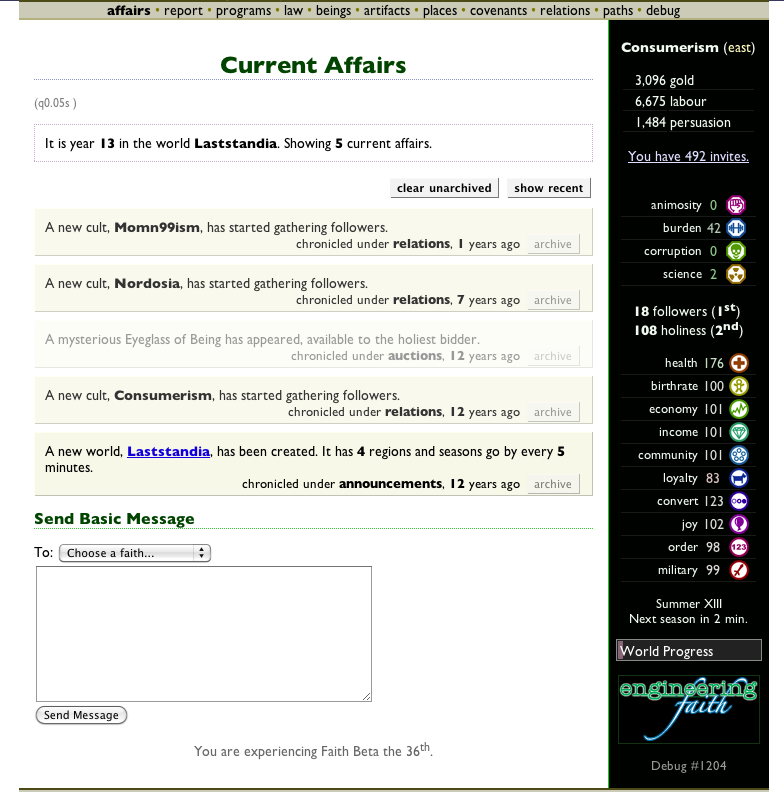 affairs • report • programs • law • beings • artifacts • places • covenants • relations • paths • debug
Current Affairs
(q0.05s )
It is year 13 in the world Laststandia. Showing 5 current affairs.
clear unarchived show recent
A new cult, Momn99ism, has started gathering followers.
chronicled under relations, 1 years ago archive
A new cult, Nordosia, has started gathering followers.
chronicled under relations, 7 years ago archive
A mysterious Eyeglass of Being has appeared, available to the holiest bidder.
chronicled under auctions, 12 years ago archive
A new cult, Consumerism, has started gathering followers.
chronicled under relations, 12 years ago archive
A new world, Laststandia, has been created. It has 4 regions and seasons go by every 5
minutes.
chronicled under announcements, 12 years ago archive
Send Basic Message
To: Choose a faith...
Send Message
You are experiencing Faith Beta the 36th.
Consumerism (east)
3,096 gold
6,675 labour
1,484 persuasion
You have 492 invites.
animosity 0
burden 42
corruption 0
science 2
18 followers (1st)
108 holiness (2nd)
health 176
birthrate 100
economy 101
income 101
community 101
loyalty 83
convert 123
joy 102
order 98 123
military 99
Summer XIII
Next season in 2 min.
World Progress
engineering
faith
Debug #1204